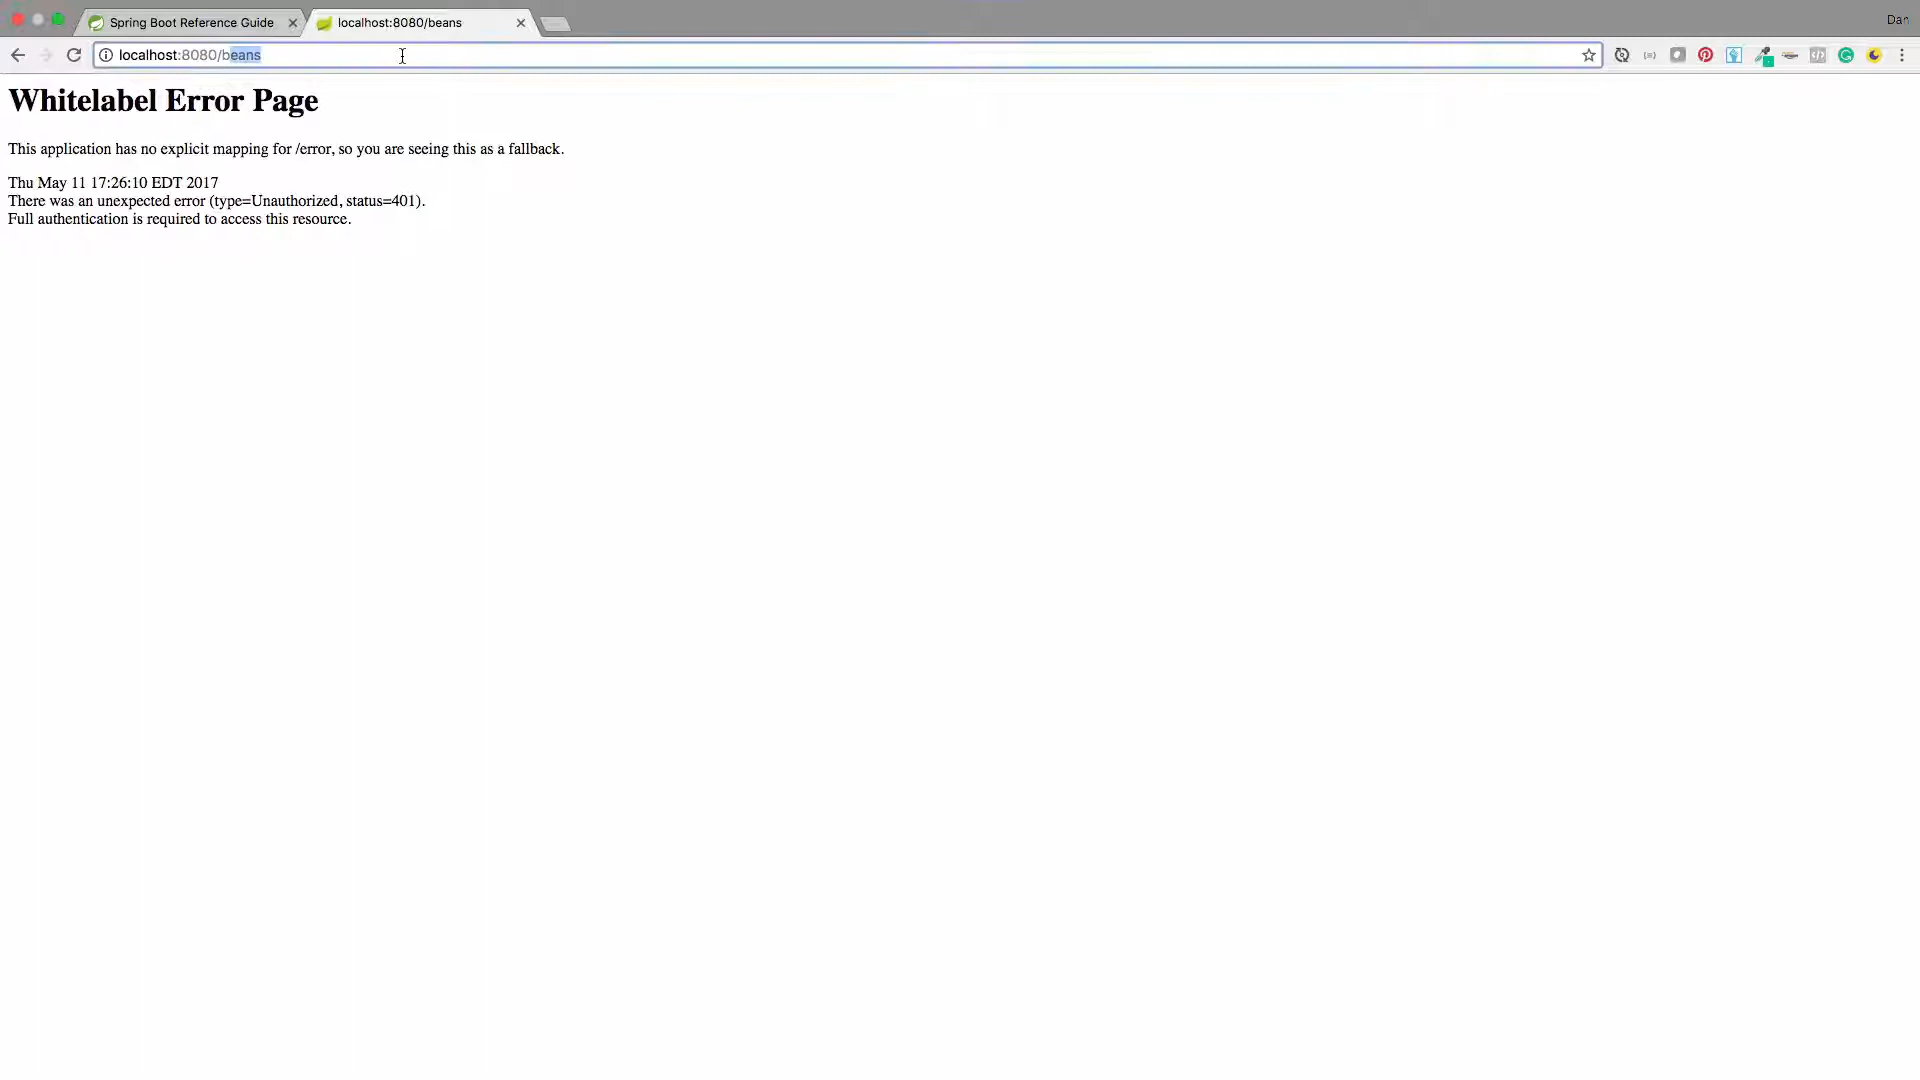 Spring Boot Reference Guide
localhost:8080/beans
Dan
localhost:8080/beans
Whitelabel Error Page
This application has no explicit mapping for /error, so you are seeing this as a fallback.
Thu May 11 17:26:10 EDT 2017
There was an unexpected error (type=Unauthorized, status=401).
Full authentication is required to access this resource.